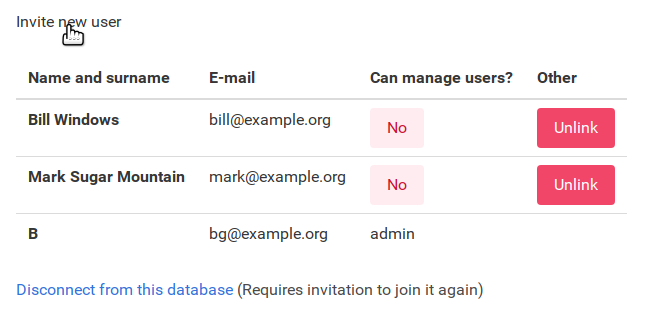 Invite new user
Name and surname E-mail Can manage users? Other
Bill Windows bill@example.org No Unlink
Mark Sugar Mountain mark@example.org No Unlink
B bg@example.org admin
Disconnect from this database (Requires invitation to join it again)